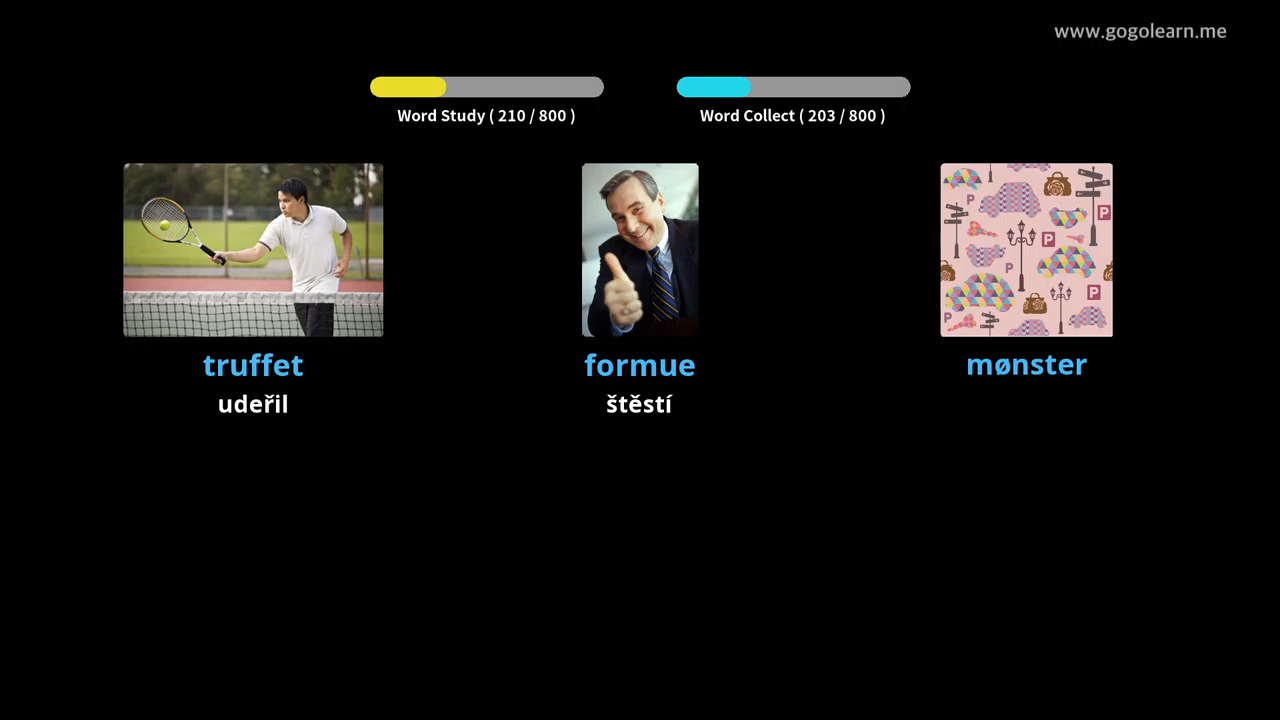 www.gogolearn.me
Word Study ( 210 / 800 )
Word Collect ( 203 / 800 )
truffet
formue
mønster
udeřil
štěstí
P
P
P
P
P
P